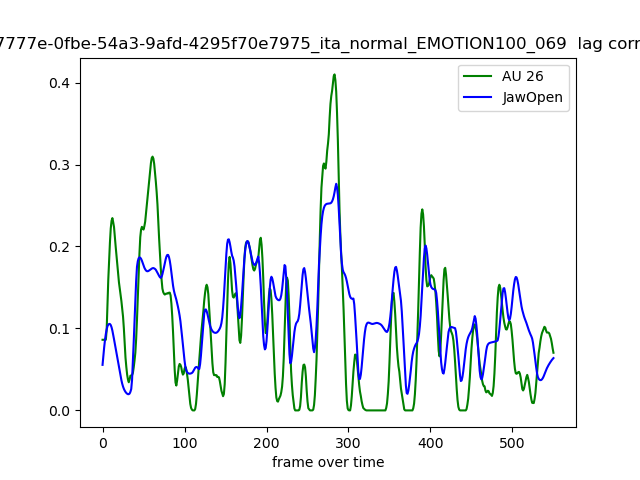 7777e-0fbe-54a3-9afd-4295f70e7975_ita_normal_EMOTION100_069 lag corr
AU 26
JawOpen
0.4
0.3
0.2
0.1
0.0
0 100 200 300 400 500
frame over time